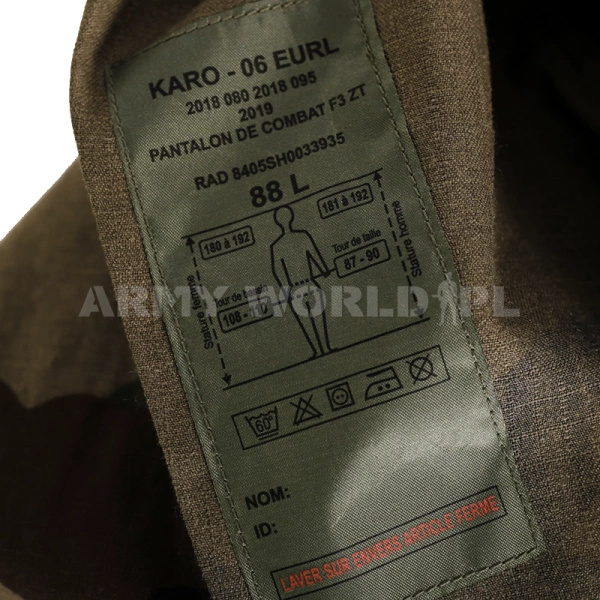 KARO - 06 EURL
2018 080 2018 095
2019
PANTALON DE COMBAT F3 ZT
RAD 8405SH0033935
88 L
180 à 192
181 à 192
Stature femme
Tour de taille
108 -
Tour de taille
87 - 90
Stature homme
60°
NOM:
ID:
LAVER SUR ENVERS ARTICLE FERME
ARMY-WORLD PL